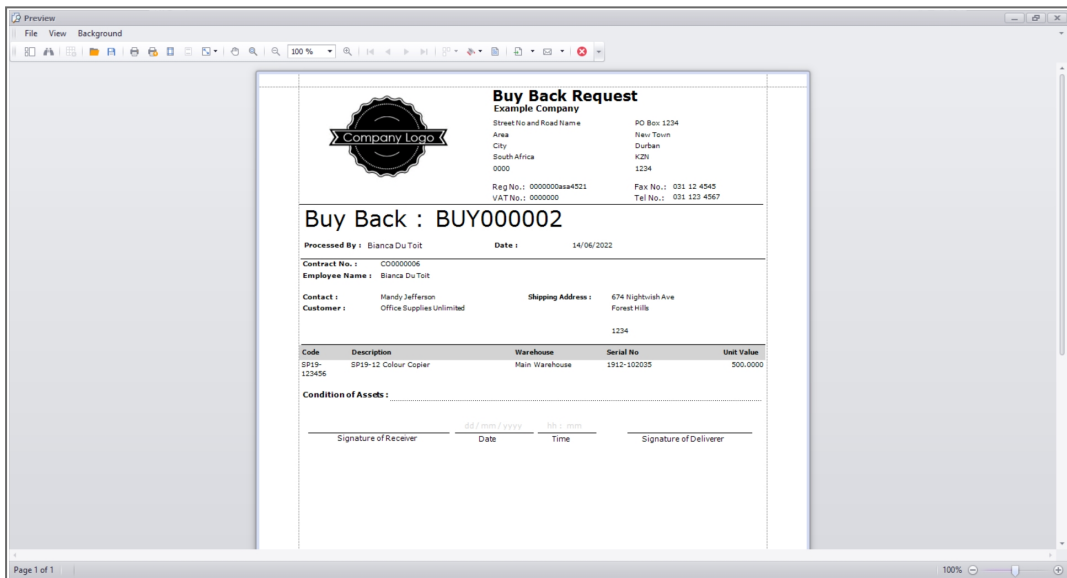 Preview
File View Background
100 %
Company Logo
Buy Back Request
Example Company
Street No and Road Name PO Box 1234
Area New Town
City Durban
South Africa KZN
0000 1234
Reg No.: 0000000asa4521 Fax No.: 031 12 4545
VAT No.: 0000000 Tel No.: 031 123 4567
Buy Back : BUY000002
Processed By : Bianca Du Toit Date : 14/06/2022
Contract No. : CO0000006
Employee Name : Bianca Du Toit
Contact : Mandy Jefferson Shipping Address : 674 Nightwish Ave
Customer : Office Supplies Unlimited Forest Hills
1234
Code Description Warehouse Serial No Unit Value
SP19- SP19-12 Colour Copier Main Warehouse 1912-102035 500.0000
123456
Condition of Assets :
dd / mm / yyyy hh : mm
Signature of Receiver Date Time Signature of Deliverer
Page 1 of 1 100%